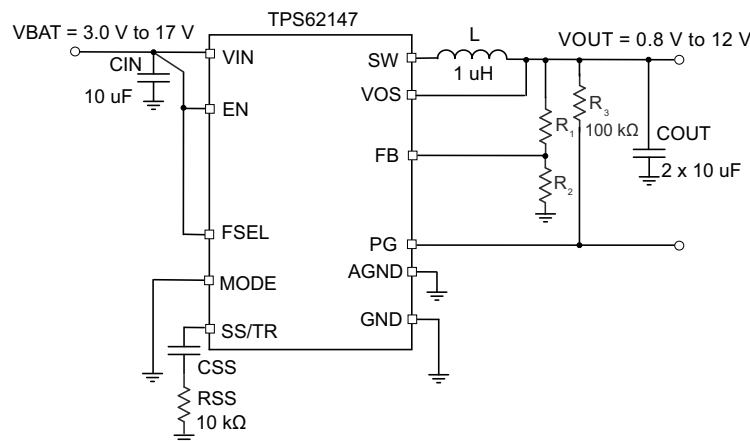 TPS62147
VBAT = 3.0 V to 17 V
VIN
CIN
10 uF
EN
FSEL
MODE
SS/TR
CSS
RSS
10 kΩ
SW
L
1 uH
VOUT = 0.8 V to 12 V
VOS
R1
R3
100 kΩ
COUT
2 x 10 uF
FB
R2
PG
AGND
GND